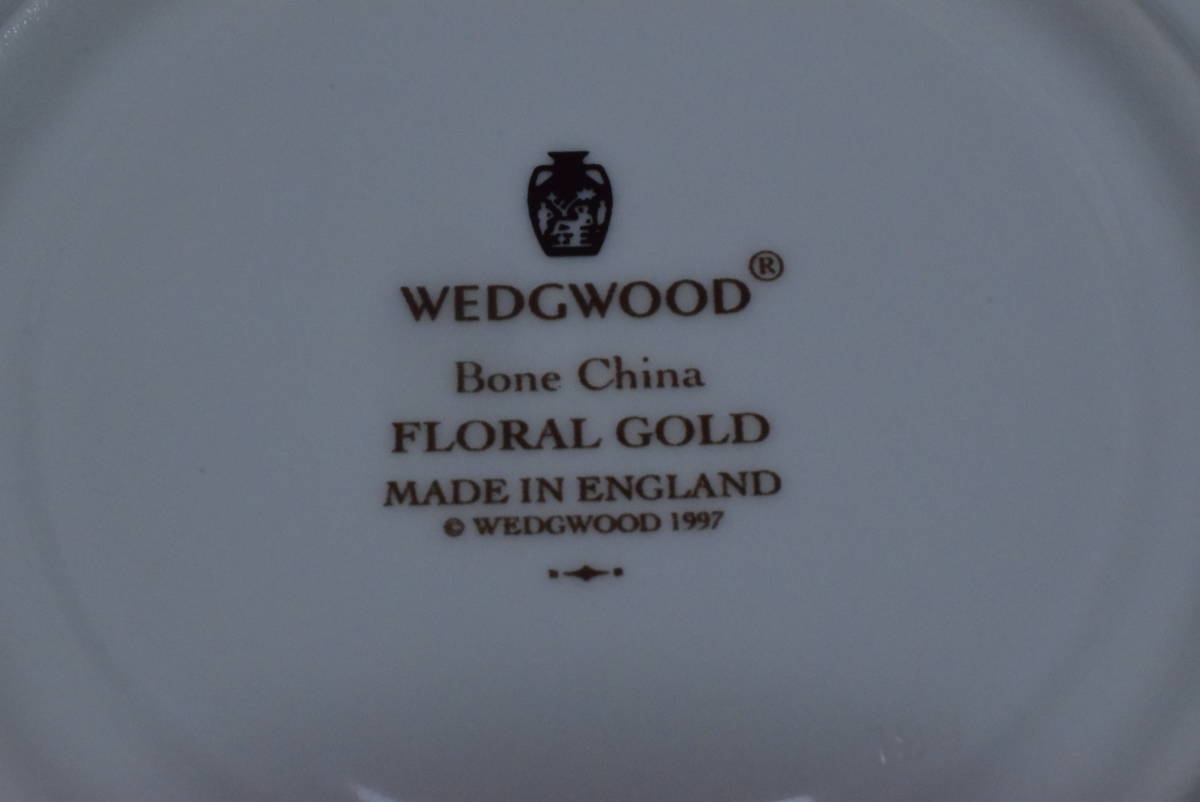 WEDGWOOD®
Bone China
FLORAL GOLD
MADE IN ENGLAND
© WEDGWOOD 1997